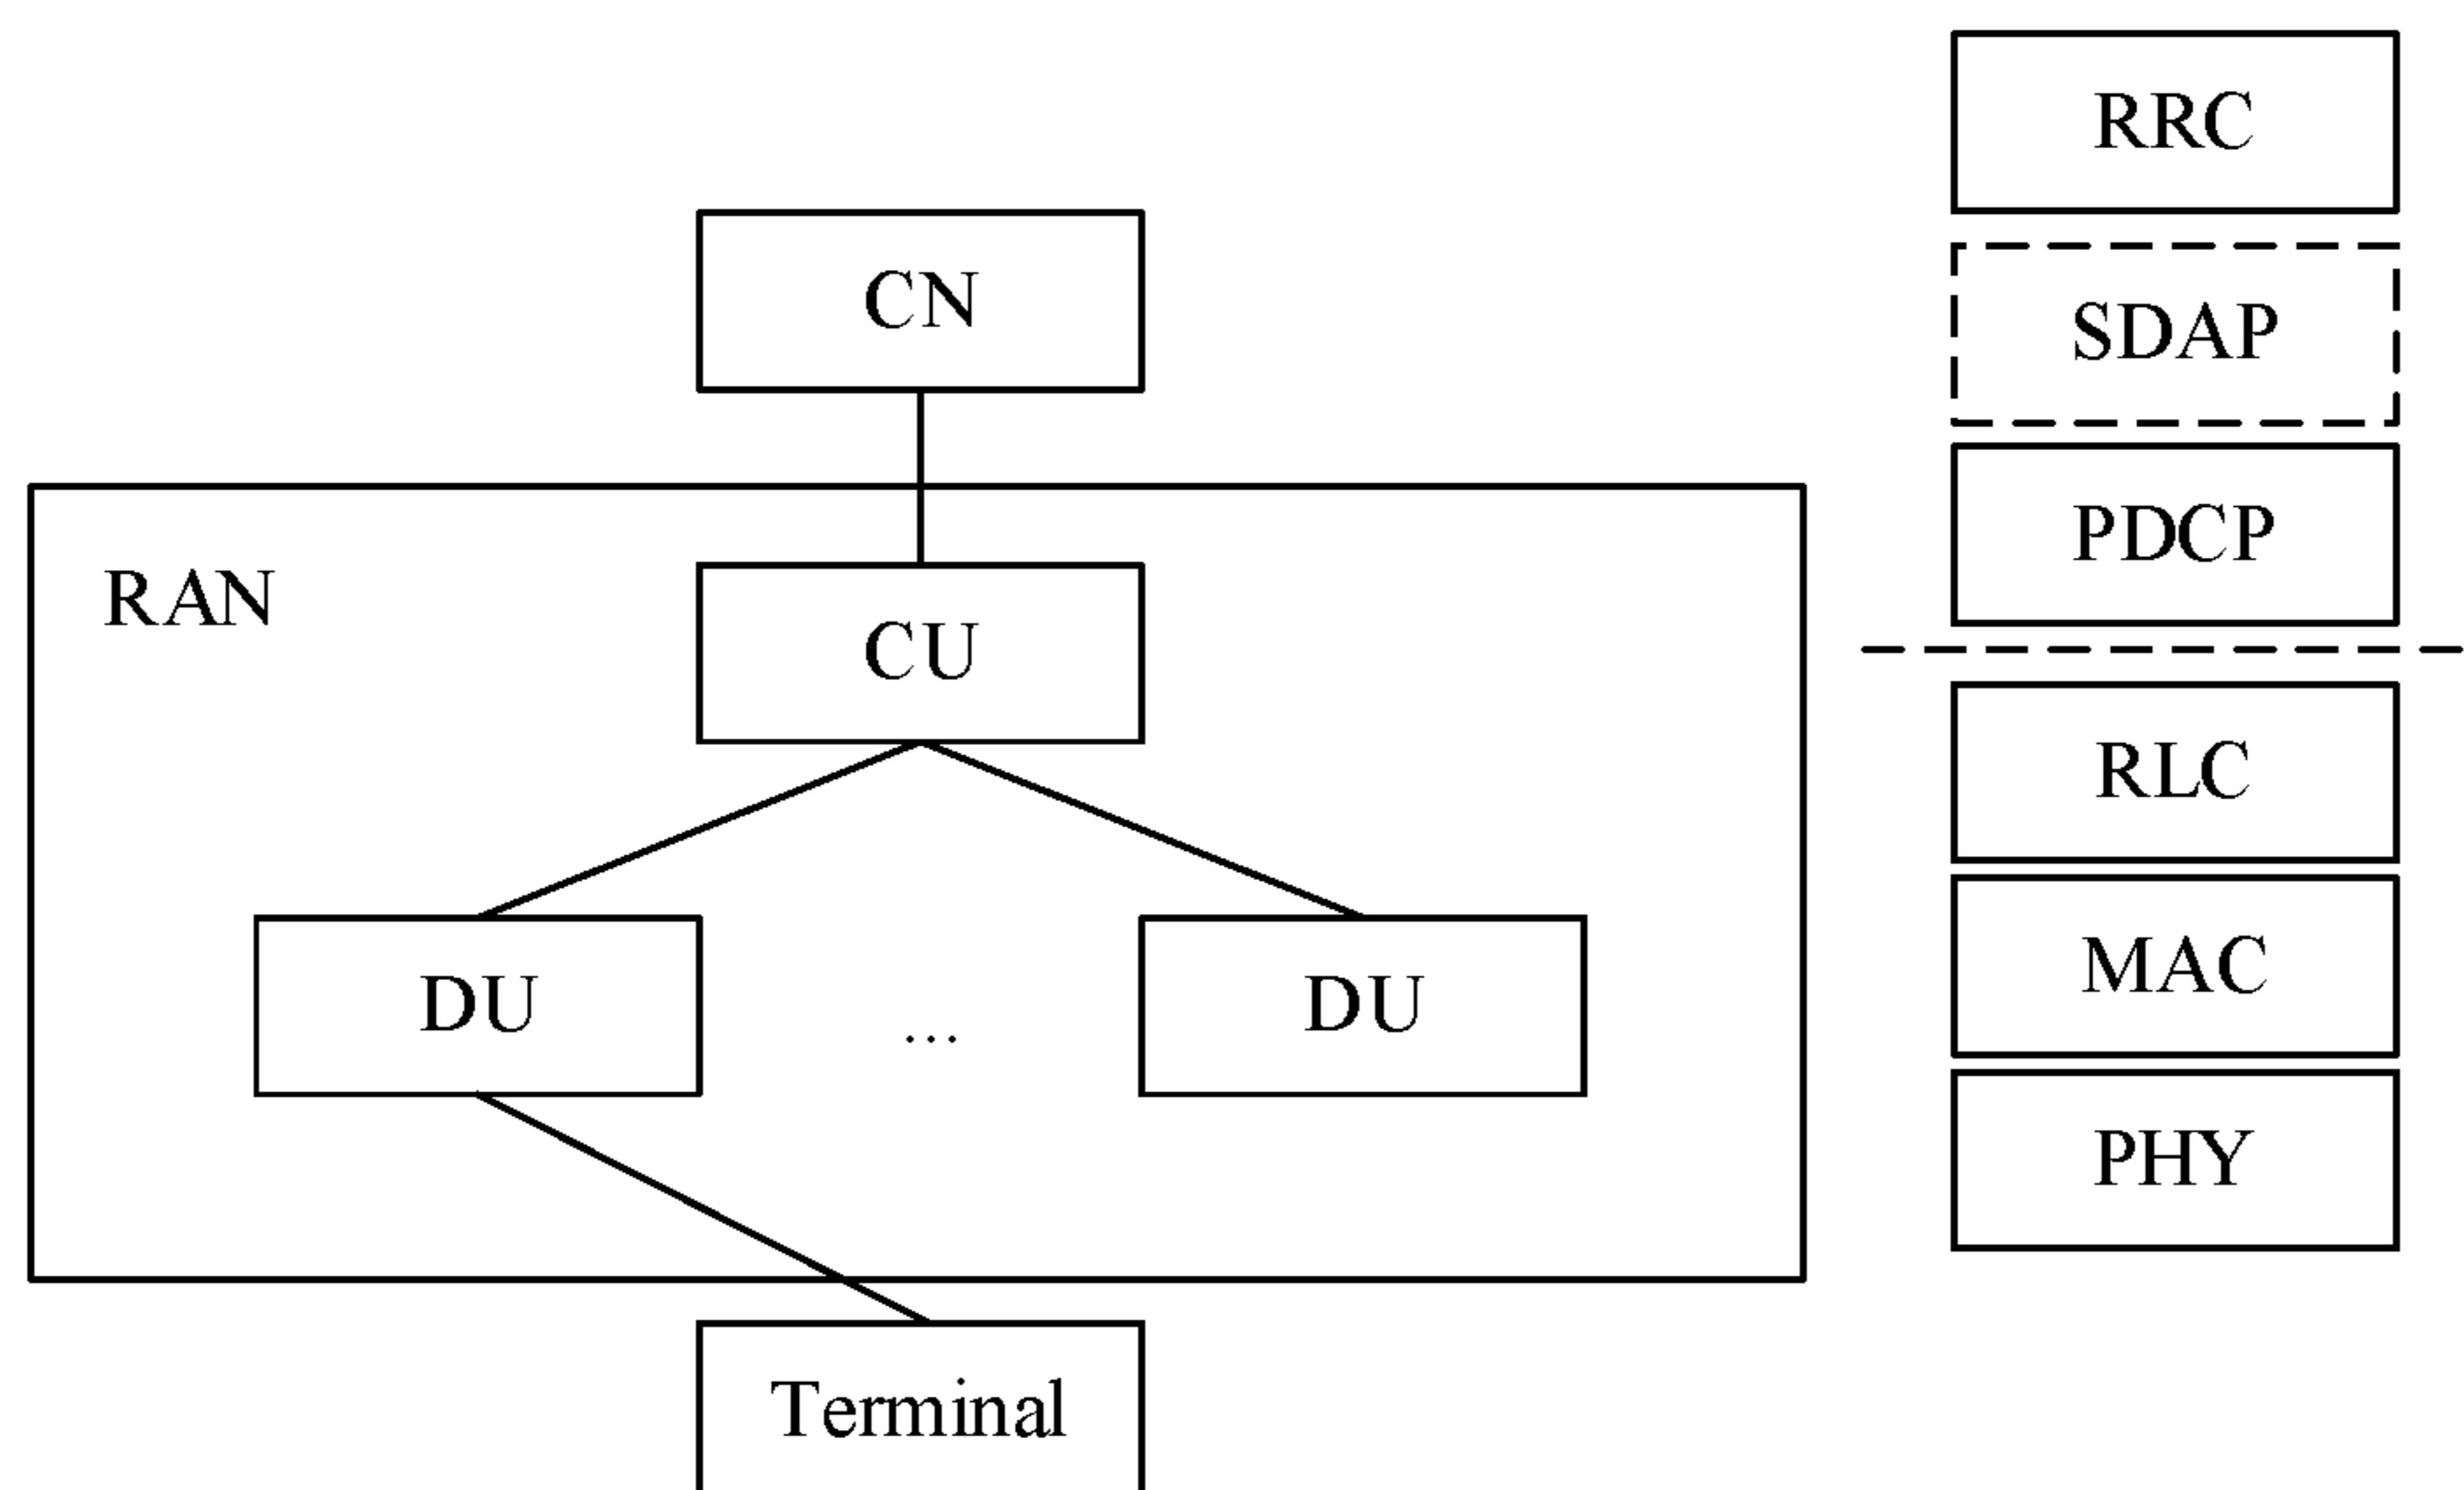 CN
RAN
CU
DU
...
DU
Terminal
RRC
SDAP
PDCP
RLC
MAC
PHY